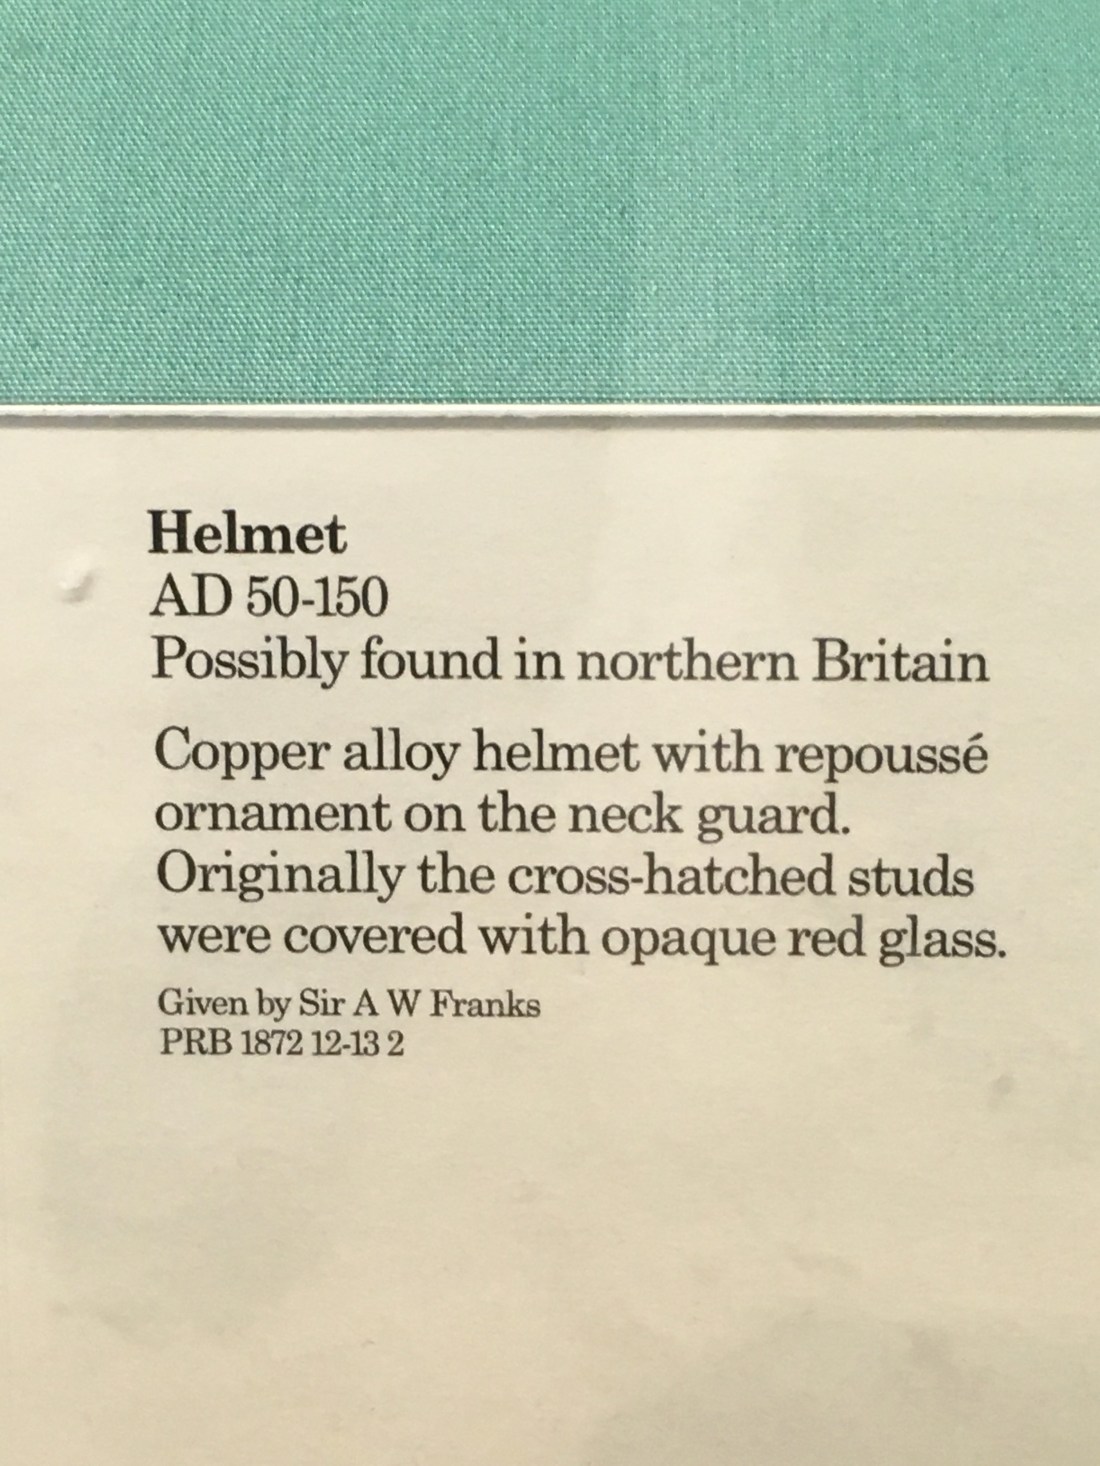 Helmet
AD 50-150
Possibly found in northern Britain
Copper alloy helmet with repoussé
ornament on the neck guard.
Originally the cross-hatched studs
were covered with opaque red glass.
Given by Sir A W Franks
PRB 1872 12-13 2